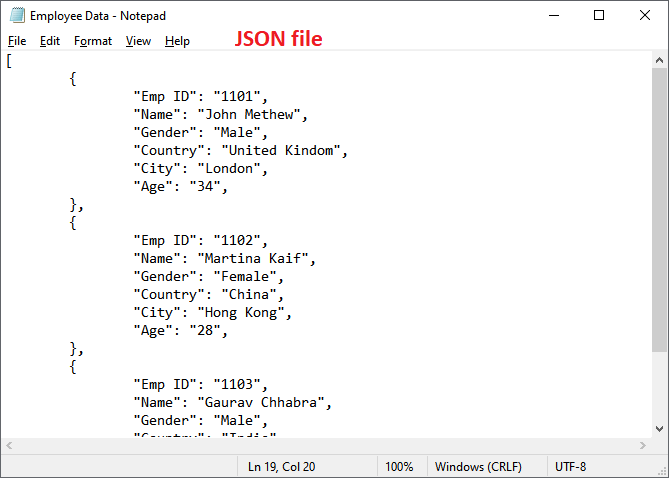 Employee Data - Notepad
File Edit Format View Help JSON file
[
{
"Emp ID": "1101",
"Name": "John Methew",
"Gender": "Male",
"Country": "United Kindom",
"City": "London",
"Age": "34",
},
{
"Emp ID": "1102",
"Name": "Martina Kaif",
"Gender": "Female",
"Country": "China",
"City": "Hong Kong",
"Age": "28",
},
{
"Emp ID": "1103",
"Name": "Gaurav Chhabra",
"Gender": "Male",
"Country": "India"
Ln 19, Col 20 100% Windows (CRLF) UTF-8